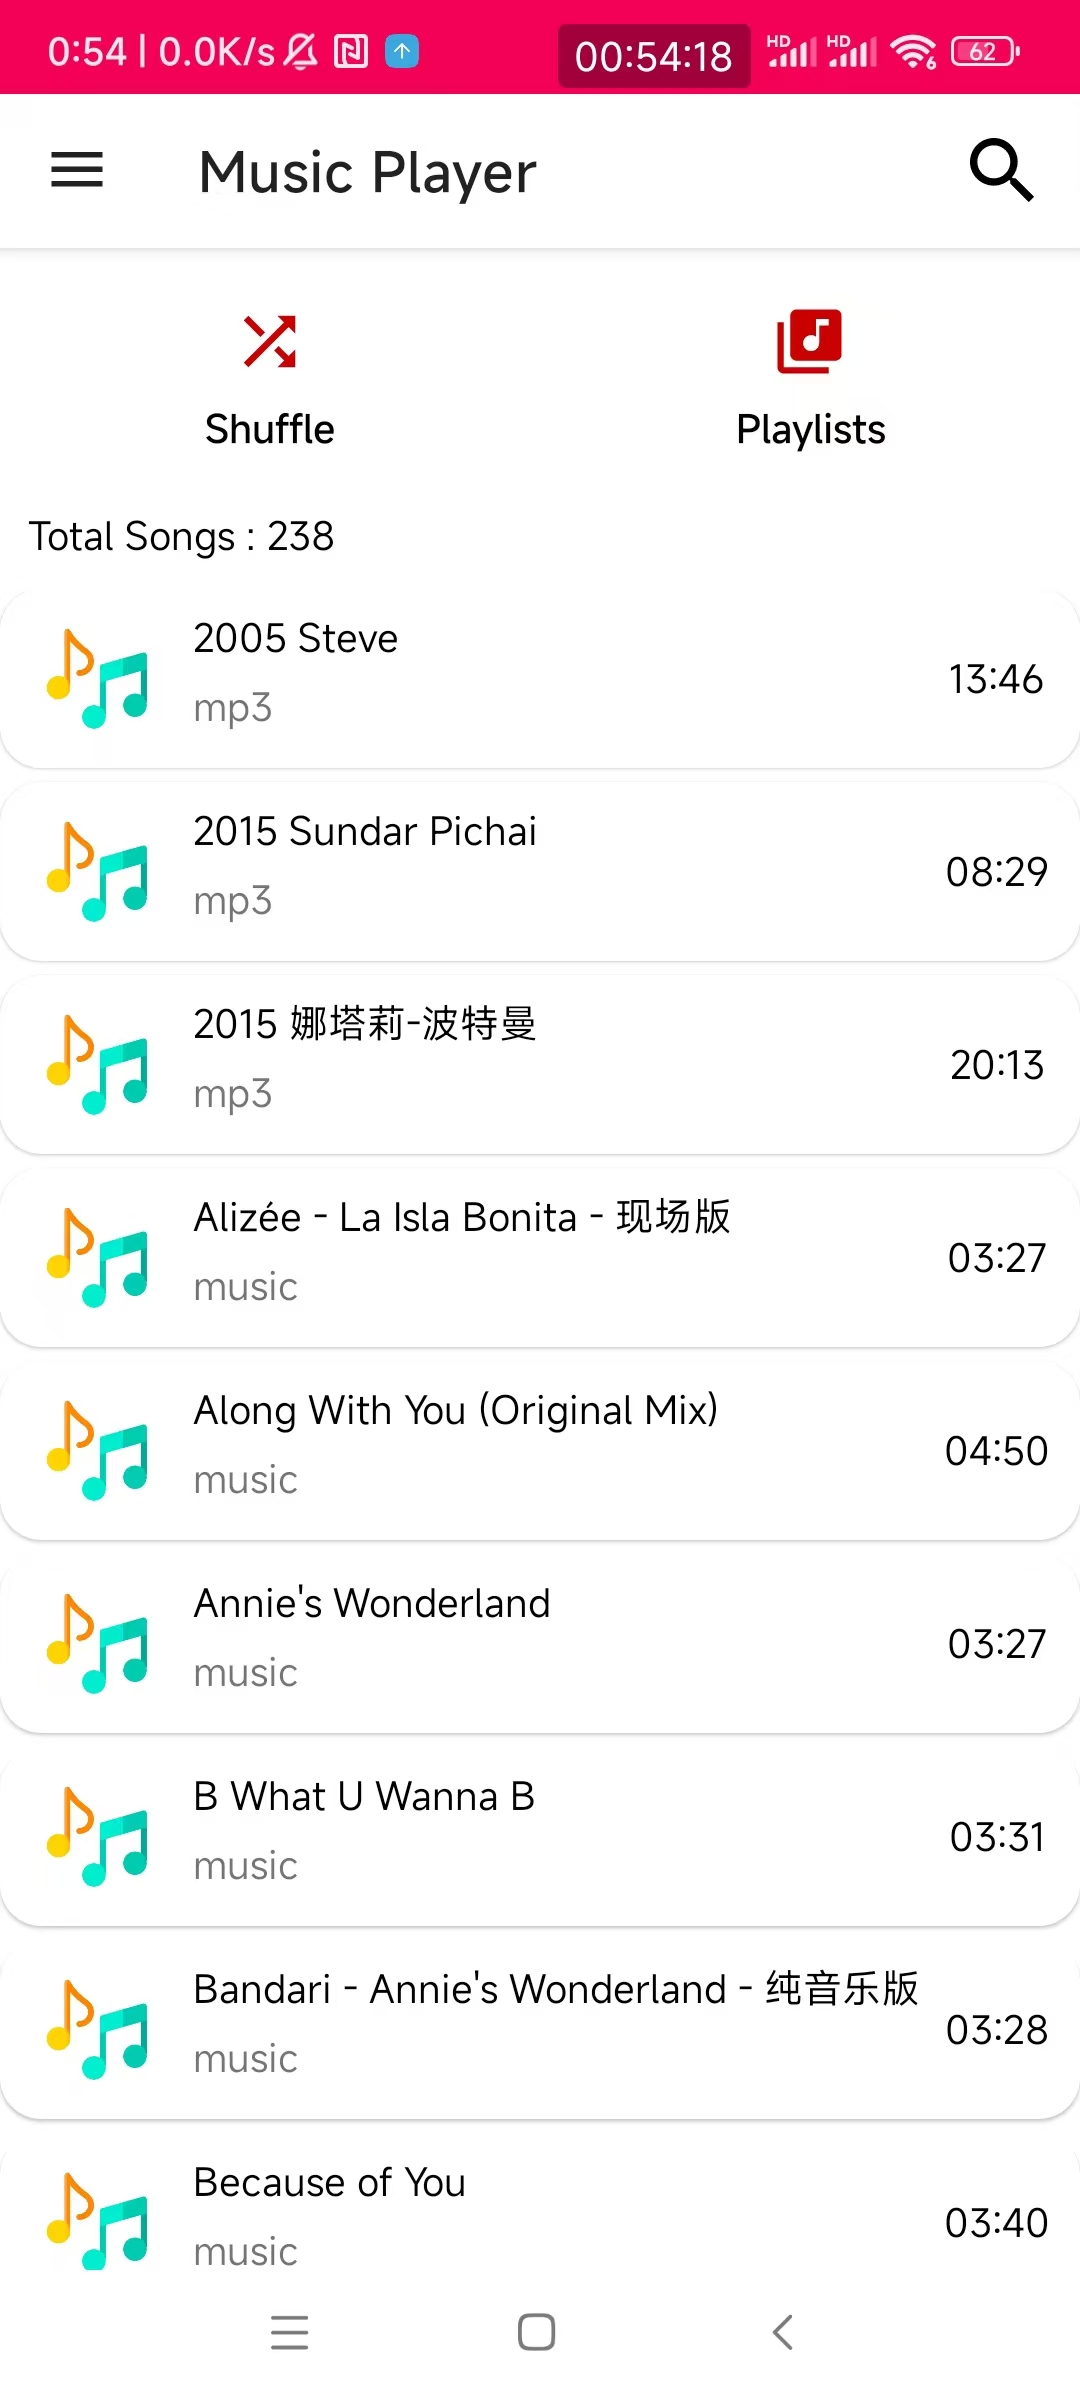 0:54 | 0.0K/s 00:54:18 HD HD 6 62
Music Player
Shuffle Playlists
Total Songs : 238
2005 Steve
mp3
13:46
2015 Sundar Pichai
mp3
08:29
2015 娜塔莉-波特曼
mp3
20:13
Alizée - La Isla Bonita - 现场版
music
03:27
Along With You (Original Mix)
music
04:50
Annie's Wonderland
music
03:27
B What U Wanna B
music
03:31
Bandari - Annie's Wonderland - 纯音乐版
music
03:28
Because of You
music
03:40